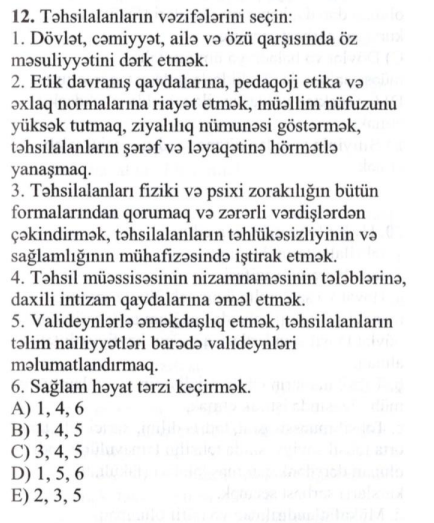 12. Təhsilalanların vəzifələrini seçin:
1. Dövlət, cəmiyyət, ailə və özü qarşısında öz
məsuliyyətini dərk etmək.
2. Etik davranış qaydalarına, pedaqoji etika və
əxlaq normalarına riayət etmək, müəllim nüfuzunu
yüksək tutmaq, ziyalılıq nümunəsi göstərmək,
təhsilalanların şərəf və ləyaqətinə hörmətlə
yanaşmaq.
3. Təhsilalanları fiziki və psixi zorakılığın bütün
formalarından qorumaq və zərərli vərdişlərdən
çəkindirmək, təhsilalanların təhlükəsizliyinin və
sağlamlığının mühafizəsində iştirak etmək.
4. Təhsil müəssisəsinin nizamnaməsinin tələblərinə,
daxili intizam qaydalarına əməl etmək.
5. Valideynlərlə əməkdaşlıq etmək, təhsilalanların
təlim nailiyyətləri barədə valideynləri
məlumatlandırmaq.
6. Sağlam həyat tərzi keçirmək.
A) 1, 4, 6
B) 1, 4, 5
C) 3, 4, 5
D) 1, 5, 6
E) 2, 3, 5